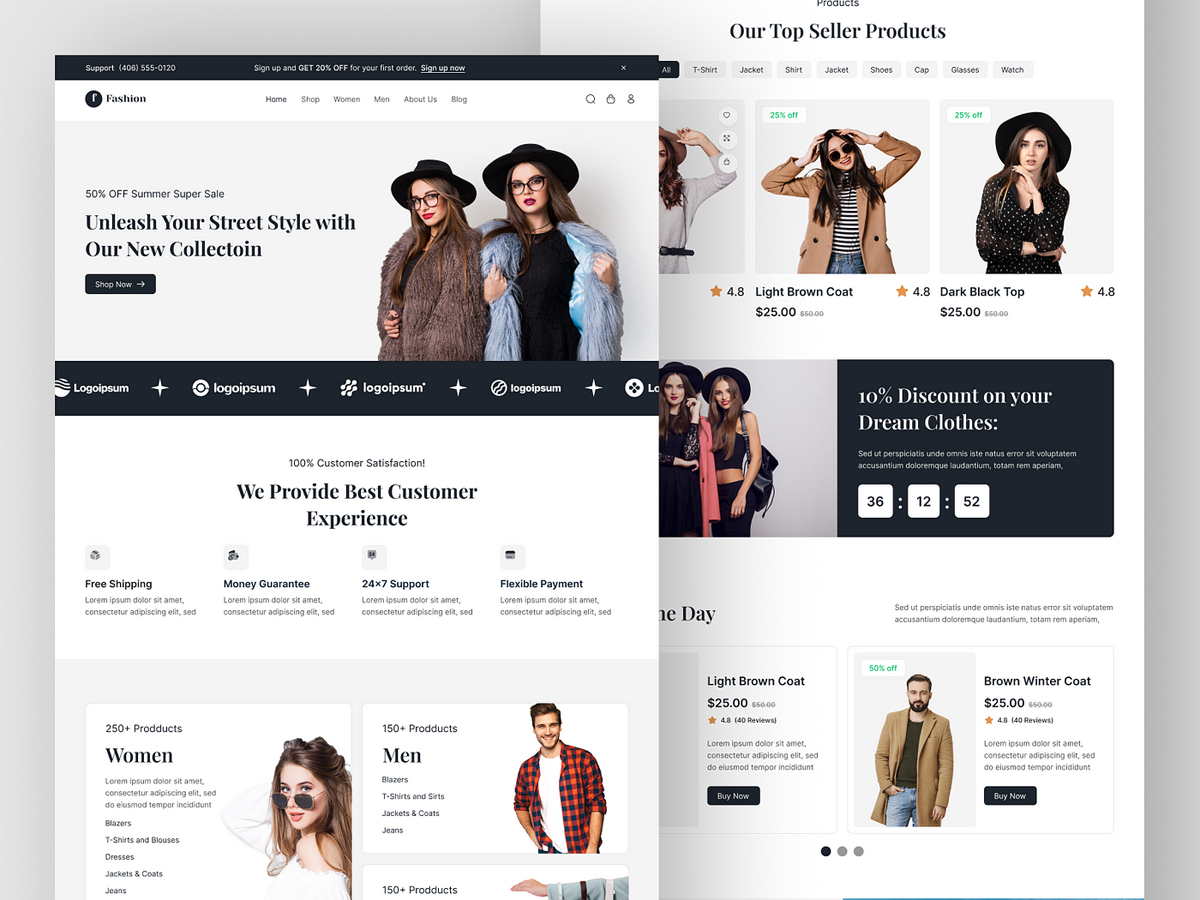 Support (406) 555-0120
Sign up and GET 20% OFF for your first order. Sign up now
f Fashion
Home Shop Women Men About Us Blog
50% OFF Summer Super Sale
Unleash Your Street Style with
Our New Collectoin
Shop Now
Logoipsum logoipsum logoipsum logoipsum Lo
100% Customer Satisfaction!
We Provide Best Customer
Experience
Free Shipping
Lorem ipsum dolor sit amet,
consectetur adipiscing elit, sed
Money Guarantee
Lorem ipsum dolor sit amet,
consectetur adipiscing elit, sed
24×7 Support
Lorem ipsum dolor sit amet,
consectetur adipiscing elit, sed
Flexible Payment
Lorem ipsum dolor sit amet,
consectetur adipiscing elit, sed
250+ Prodducts
Women
Lorem ipsum dolor sit amet,
consectetur adipiscing elit, sed
do eiusmod tempor incididunt
Blazers
T-Shirts and Blouses
Dresses
Jackets & Coats
Jeans
150+ Prodducts
Men
Blazers
T-Shirts and Sirts
Jackets & Coats
Jeans
150+ Prodducts
Products
Our Top Seller Products
All T-Shirt Jacket Shirt Jacket Shoes Cap Glasses Watch
4.8
25% off
Light Brown Coat 4.8
$25.00 $50.00
25% off
Dark Black Top 4.8
$25.00 $50.00
10% Discount on your
Dream Clothes:
Sed ut perspiciatis unde omnis iste natus error sit voluptatem
accusantium doloremque laudantium, totam rem aperiam,
36 : 12 : 52
he Day
Sed ut perspiciatis unde omnis iste natus error sit voluptatem
accusantium doloremque laudantium, totam rem aperiam,
Light Brown Coat
$25.00 $50.00
4.8 (40 Reviews)
Lorem ipsum dolor sit amet,
consectetur adipiscing elit, sed
do eiusmod tempor incididunt
Buy Now
50% off
Brown Winter Coat
$25.00 $50.00
4.8 (40 Reviews)
Lorem ipsum dolor sit amet,
consectetur adipiscing elit, sed
do eiusmod tempor incididunt
Buy Now